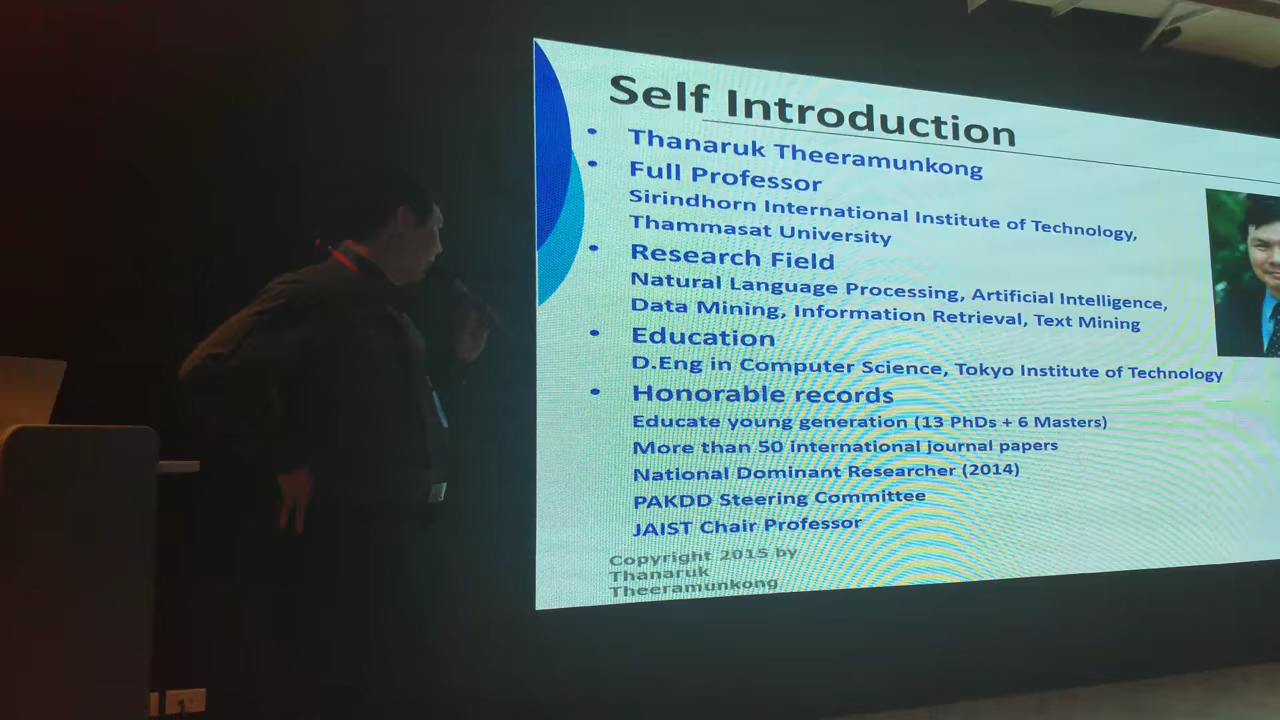 Self Introduction
• Thanaruk Theeramunkong
• Full Professor
Sirindhorn International Institute of Technology,
Thammasat University
• Research Field
Natural Language Processing, Artificial Intelligence,
Data Mining, Information Retrieval, Text Mining
• Education
D.Eng in Computer Science, Tokyo Institute of Technology
• Honorable records
Educate young generation (13 PhDs + 6 Masters)
More than 50 international journal papers
National Dominant Researcher (2014)
PAKDD Steering Committee
JAIST Chair Professor
Copyright 2015 by
Thanaruk
Theeramunkong